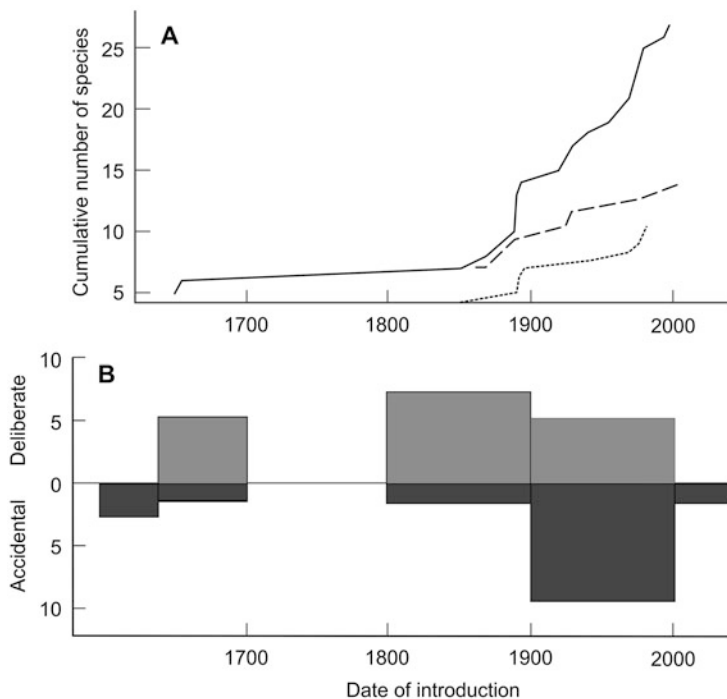 A
Cumulative number of species
25
20
15
10
5
1700 1800 1900 2000
B
Deliberate
Accidental
10
5
0
5
10
1700 1800 1900 2000
Date of introduction